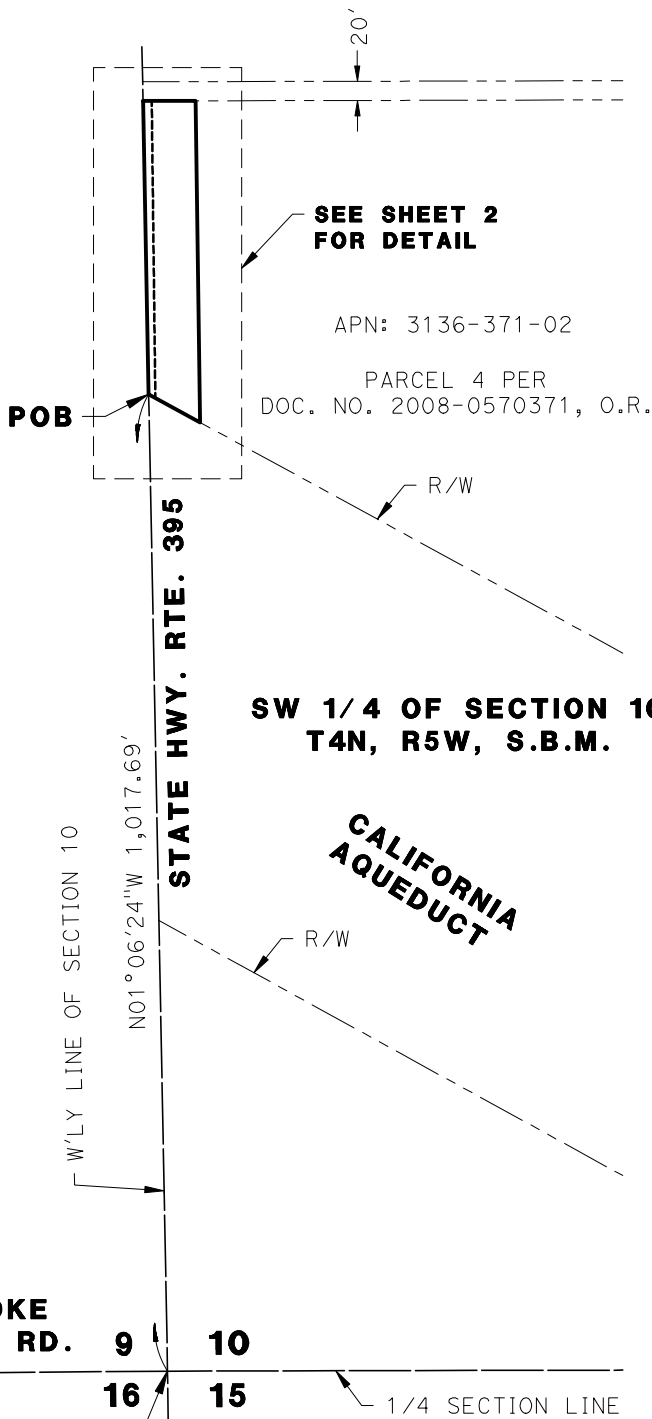 20'
SEE SHEET 2
FOR DETAIL
APN: 3136-371-02
PARCEL 4 PER
DOC. NO. 2008-0570371, O.R.
POB
R/W
STATE HWY. RTE. 395
SW 1/4 OF SECTION
T4N, R5W, S.B.M.
N01°06'24"W 1,017.69'
CALIFORNIA
AQUEDUCT
W'LY LINE OF SECTION 10
R/W
RD.
9 10
16 15
1/4 SECTION LINE